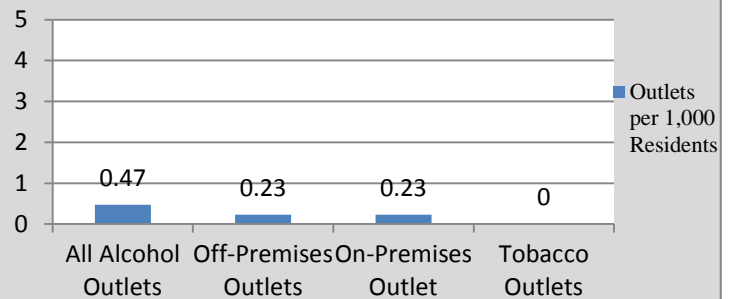 5
4
3
2
1
0
0.47
0.23
0.23
0
All Alcohol
Outlets
Off-Premises
Outlets
On-Premises
Outlet
Tobacco
Outlets
Outlets
per 1,000
Residents